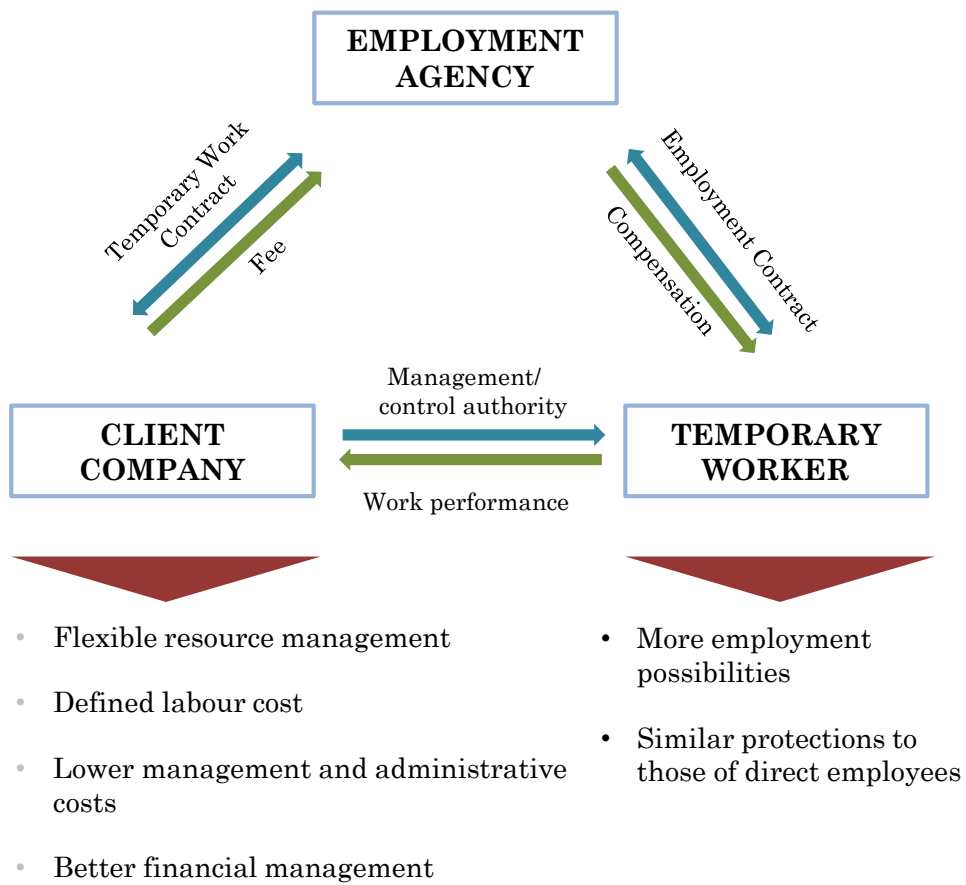 EMPLOYMENT
AGENCY
Temporary Work
Contract
Fee
Employment Contract
Compensation
Management/
control authority
CLIENT
COMPANY
TEMPORARY
WORKER
Work performance
• Flexible resource management
• Defined labour cost
• Lower management and administrative
costs
• Better financial management
• More employment
possibilities
• Similar protections to
those of direct employees